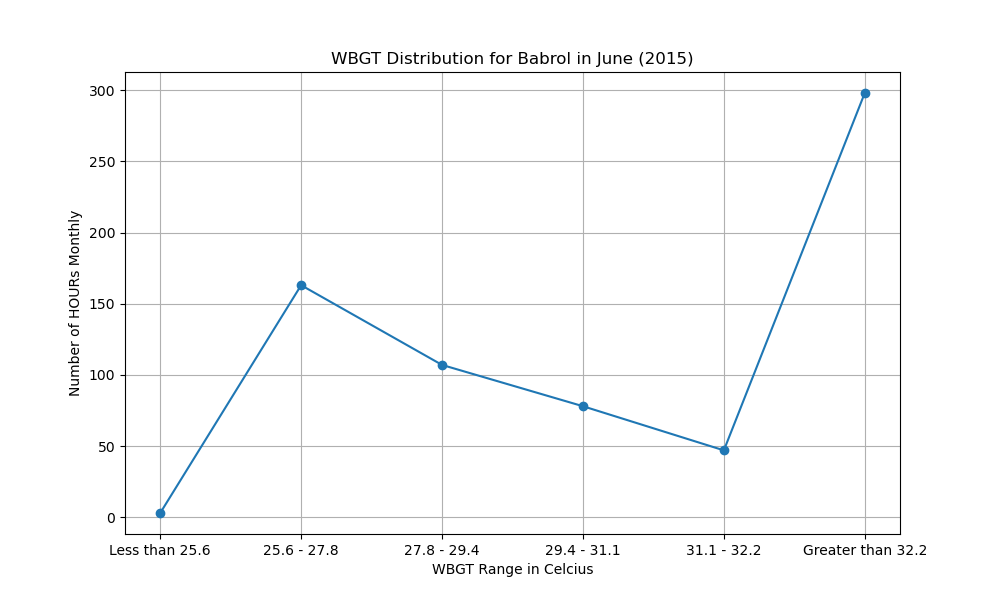 WBGT Distribution for Babrol in June (2015)
Number of HOURs Monthly
300
250
200
150
100
50
0
Less than 25.6 25.6 - 27.8 27.8 - 29.4 29.4 - 31.1 31.1 - 32.2 Greater than 32.2
WBGT Range in Celcius